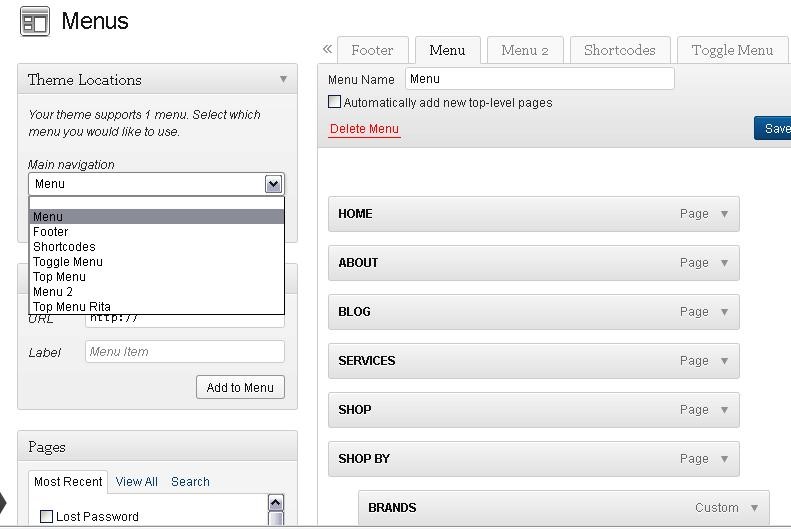 Menus
Theme Locations
Your theme supports 1 menu. Select which
menu you would like to use.
Main navigation
Menu
Menu
Footer
Shortcodes
Toggle Menu
Top Menu
Menu 2
Top Menu Rita
URL http://
Label Menu Item
Add to Menu
Pages
Most Recent View All Search
Lost Password
« Footer Menu Menu 2 Shortcodes Toggle Menu
Menu Name Menu
Automatically add new top-level pages
Delete Menu Save
HOME Page
ABOUT Page
BLOG Page
SERVICES Page
SHOP Page
SHOP BY Page
BRANDS Custom